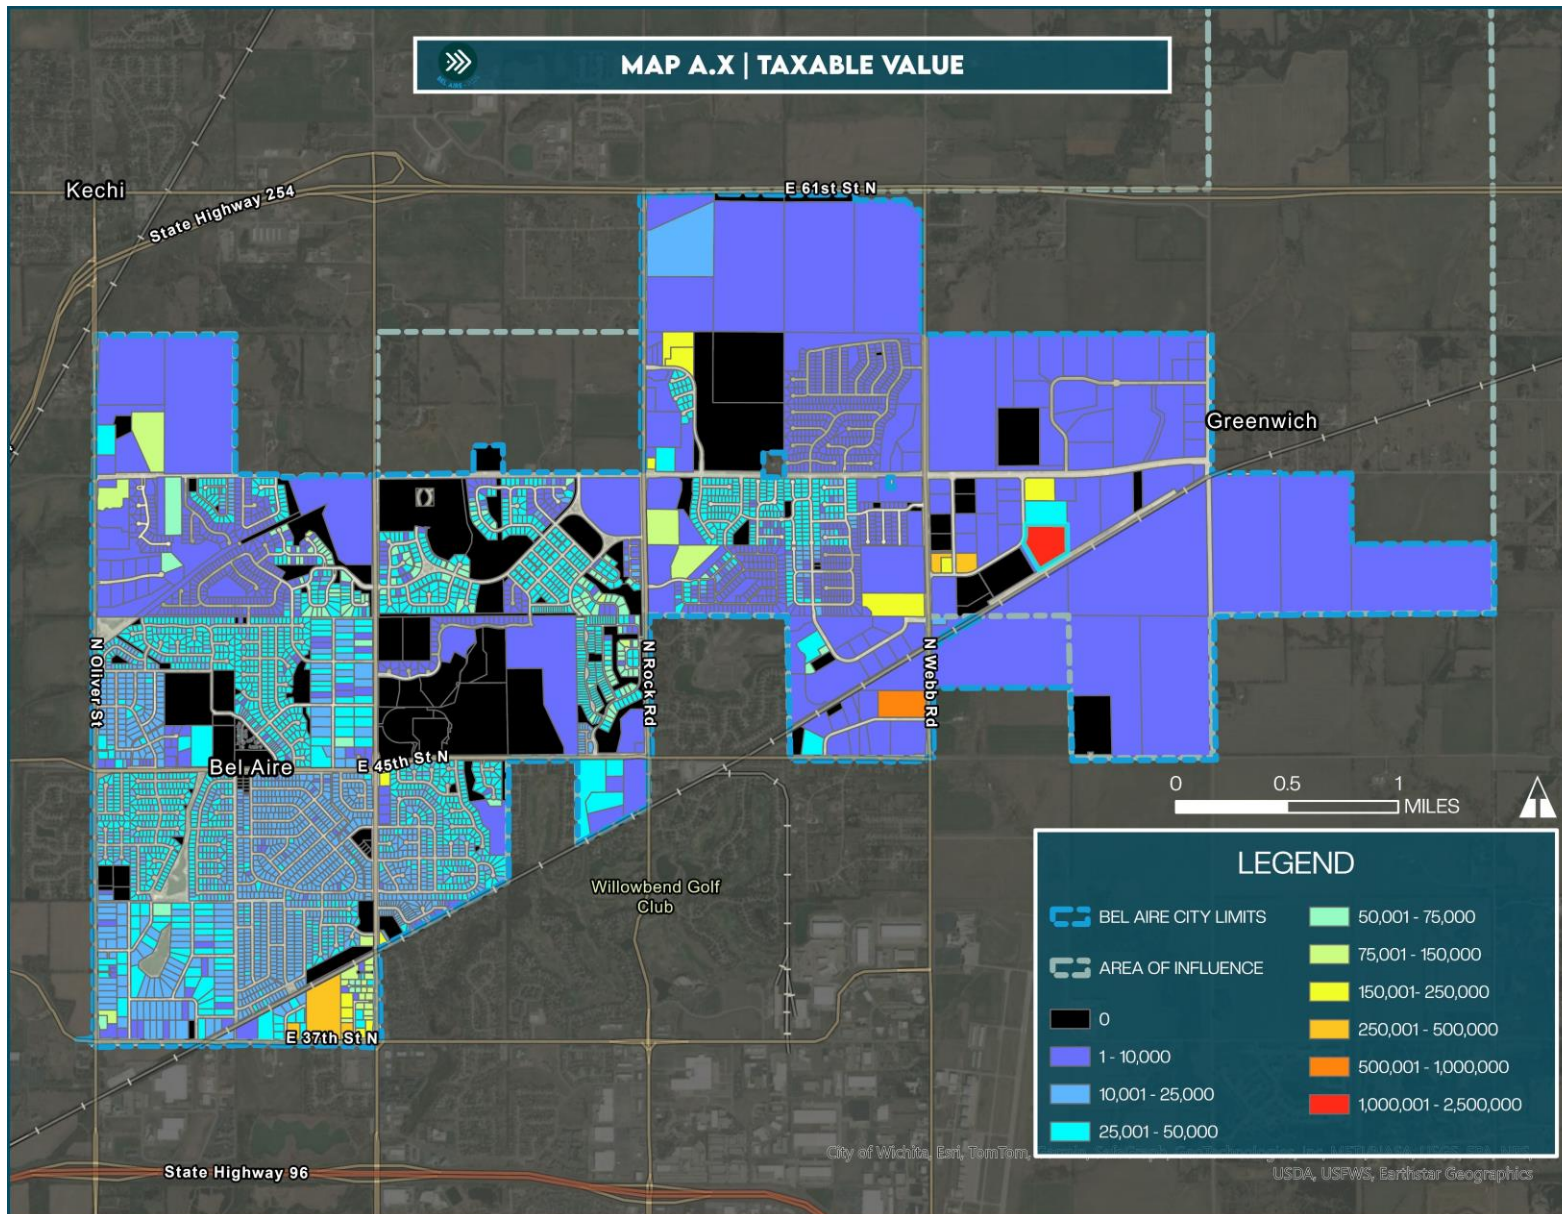 MAP A.X | TAXABLE VALUE
BEL AIRE
Kechi
State Highway 254
E 61st St N
Greenwich
N Oliver St
N Rock Rd
N Webb Rd
Bel Aire
E 45th St N
0 0.5 1
MILES
Willowbend Golf
Club
E 37th St N
State Highway 96
LEGEND
BEL AIRE CITY LIMITS
AREA OF INFLUENCE
0
1 - 10,000
10,001 - 25,000
25,001 - 50,000
50,001 - 75,000
75,001 - 150,000
150,001- 250,000
250,001 - 500,000
500,001 - 1,000,000
1,000,001 - 2,500,000
City of Wichita, Esri, TomTom,
USDA, USFWS, Earthstar Geographics